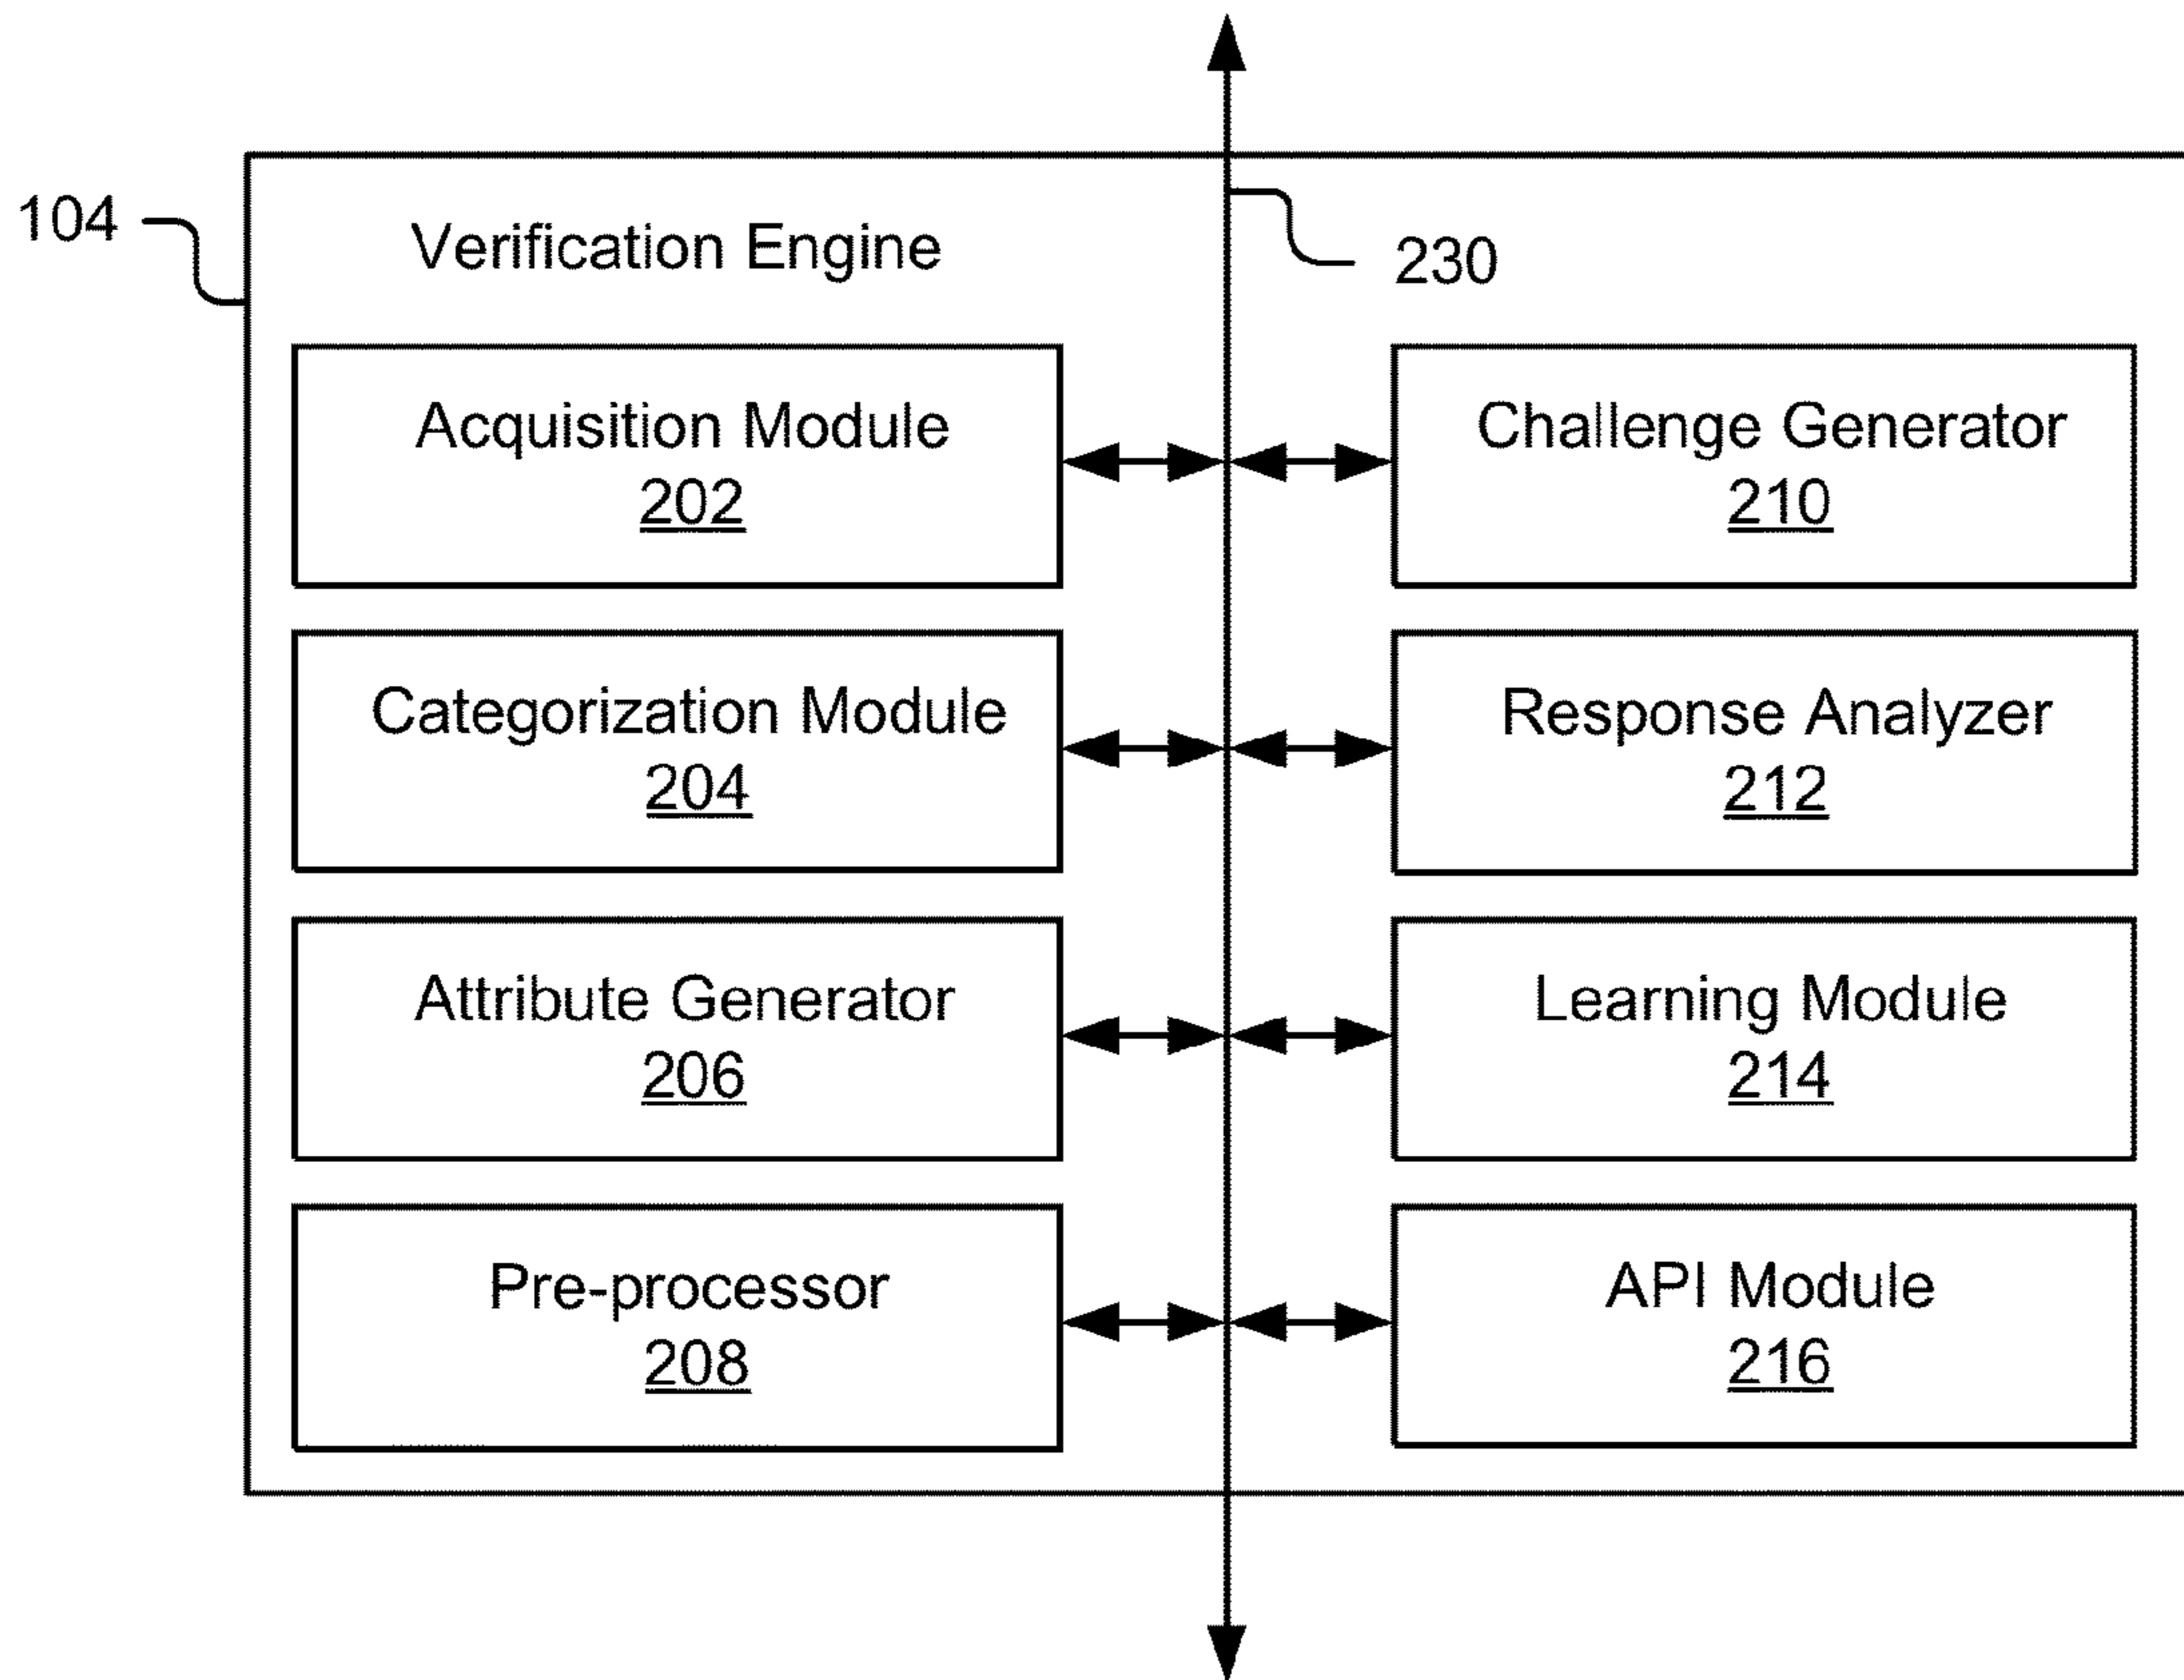 104
Verification Engine
230
Acquisition Module
202
Challenge Generator
210
Categorization Module
204
Response Analyzer
212
Attribute Generator
206
Learning Module
214
Pre-processor
208
API Module
216